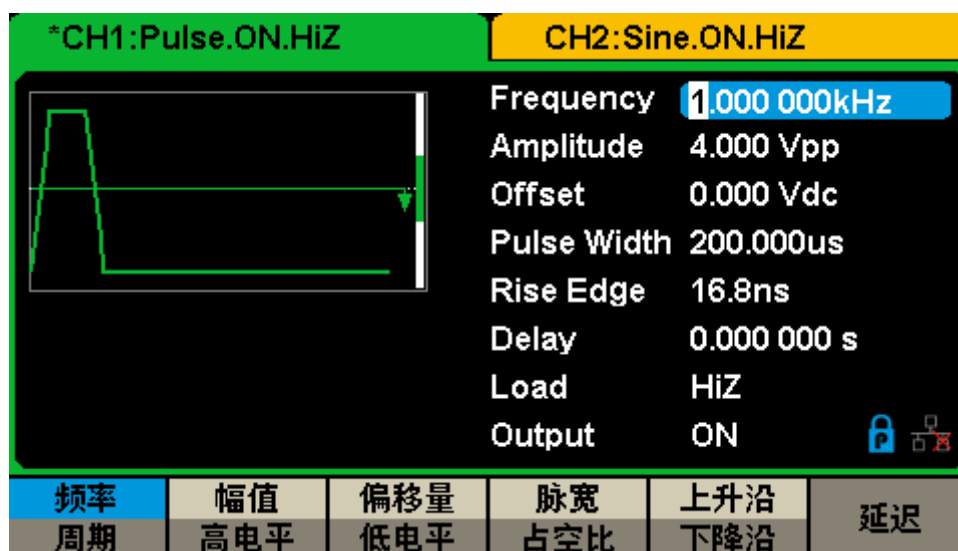 *CH1:Pulse.ON.HiZ CH2:Sine.ON.HiZ
Frequency 1.000 000kHz
Amplitude 4.000 Vpp
Offset 0.000 Vdc
Pulse Width 200.000us
Rise Edge 16.8ns
Delay 0.000 000 s
Load HiZ
Output ON
频率 幅值 偏移量 脉宽 上升沿 延迟
周期 高电平 低电平 占空比 下降沿